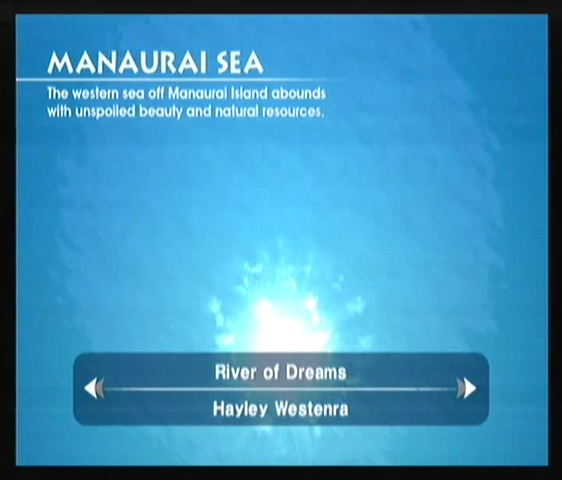 MANAURAI SEA
The western sea off Manaurai Island abounds
with unspoiled beauty and natural resources.
River of Dreams
Hayley Westenra